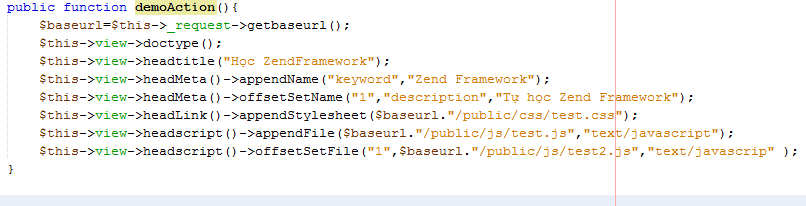 public function demoAction(){
$baseurl=$this->_request->getbaseurl();
$this->view->doctype();
$this->view->headtitle("Học ZendFramework");
$this->view->headMeta()->appendName("keyword","Zend Framework");
$this->view->headMeta()->offsetSetName("1","description","Tự học Zend Framework");
$this->view->headLink()->appendStylesheet($baseurl."/public/css/test.css");
$this->view->headscript()->appendFile($baseurl."/public/js/test.js","text/javascript");
$this->view->headscript()->offsetSetFile("1",$baseurl."/public/js/test2.js","text/javascrip" );
}